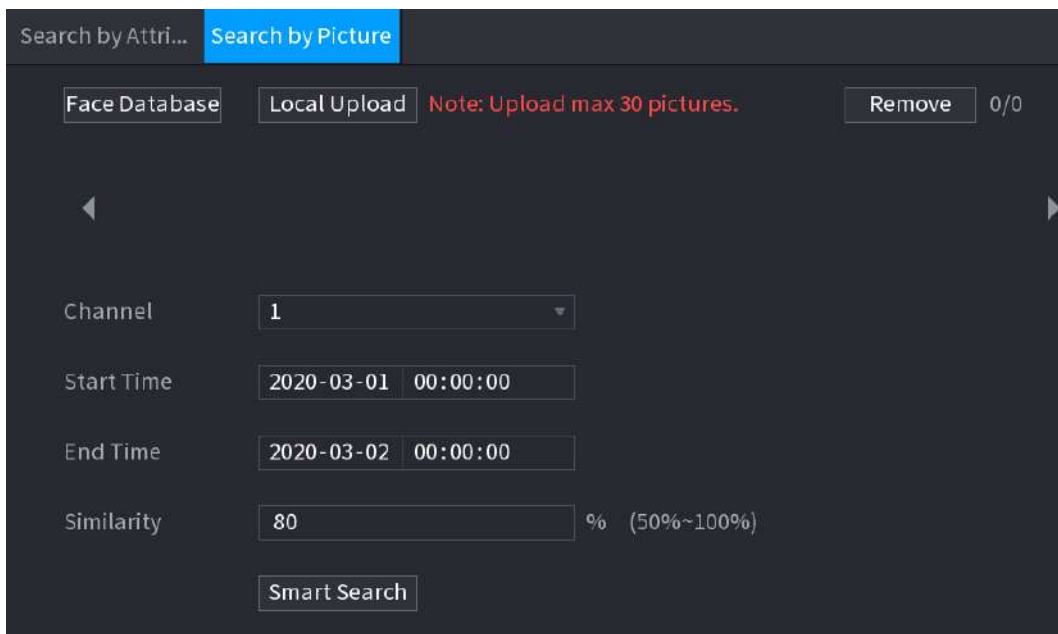 Search by Attri... Search by Picture
Face Database Local Upload Note: Upload max 30 pictures. Remove 0/0
Channel 1
Start Time 2020-03-01 00:00:00
End Time 2020-03-02 00:00:00
Similarity 80 % (50%~100%)
Smart Search